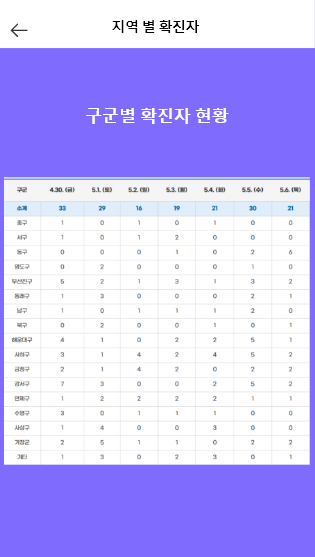 지역 별 확진자
구군별 확진자 현황
구군 4.30. (금) 5.1. (토) 5.2. (일) 5.3. (월) 5.4. (화) 5.5. (수) 5.6. (목)
소계 33 29 16 19 21 30 21
중구 1 0 1 0 1 0 0
서구 1 0 1 2 0 0 0
동구 0 0 0 1 0 2 6
영도구 0 2 0 0 0 1 0
부산진구 5 2 1 3 1 3 2
동래구 1 3 0 0 0 2 1
남구 1 0 1 1 1 2 0
북구 0 2 0 0 1 0 1
해운대구 4 1 0 2 2 5 1
사하구 3 1 4 2 4 5 2
금정구 2 1 4 2 0 2 2
강서구 7 3 0 0 2 5 2
연제구 1 2 2 2 2 1 1
수영구 3 0 1 1 1 0 0
사상구 1 4 0 0 3 0 0
기장군 2 5 1 1 0 2 2
기타 1 3 0 2 3 0 1